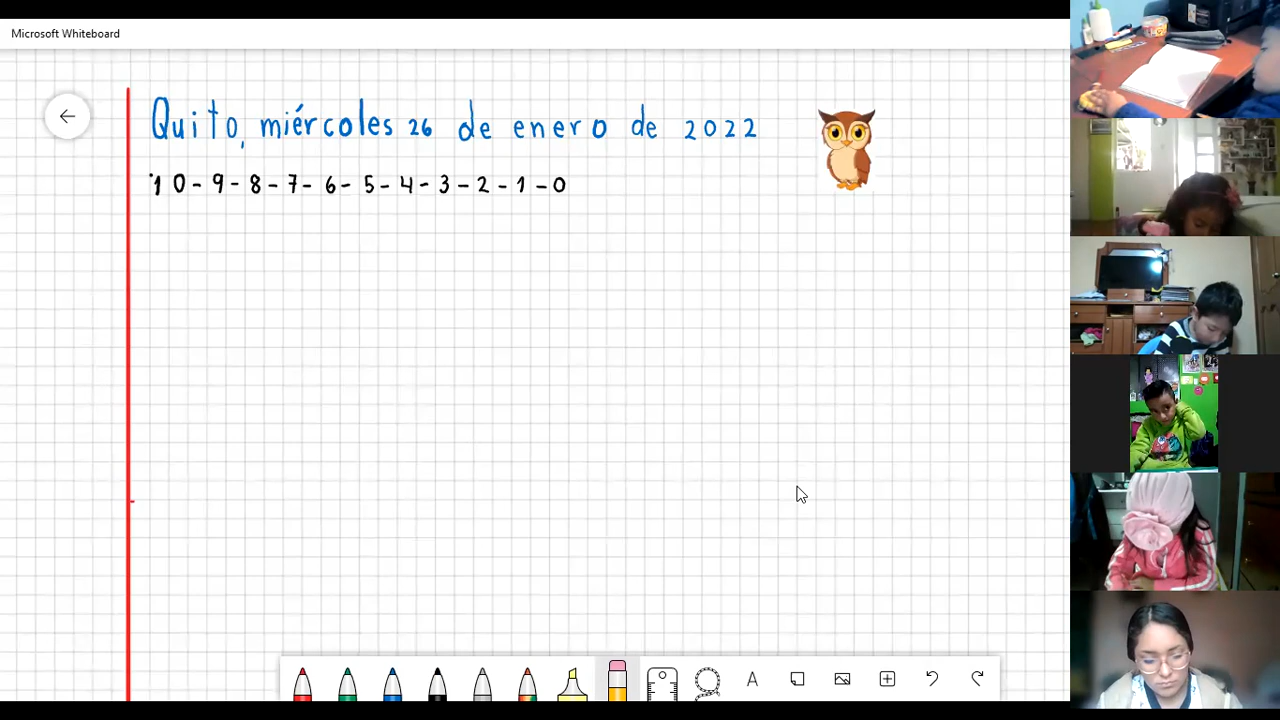 Microsoft Whiteboard
Quito, miércoles 26 de enero de 2022
10 - 9 - 8 - 7 - 6 - 5 - 4 - 3 - 2 - 1 - 0
A